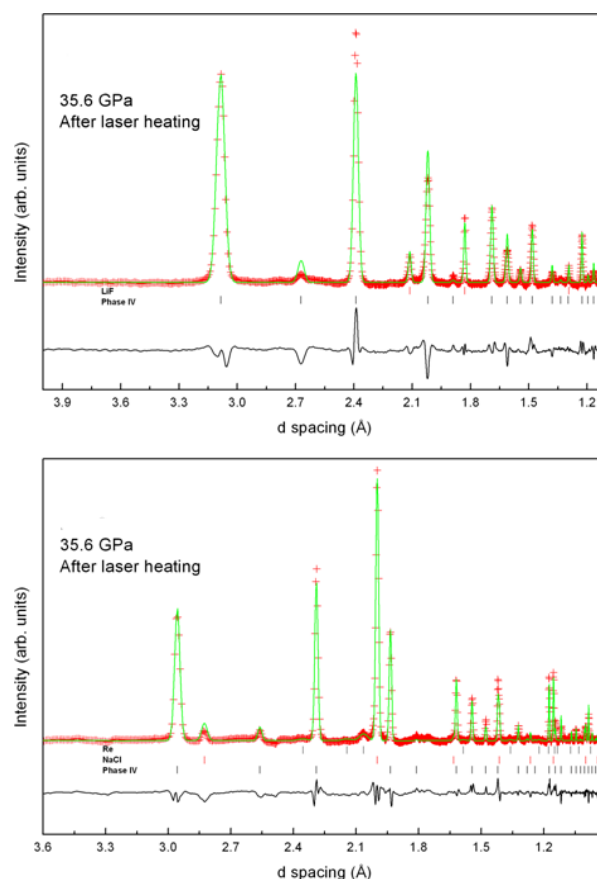 35.6 GPa
After laser heating
Intensity (arb. units)
LiF
Phase IV
3.9 3.6 3.3 3.0 2.7 2.4 2.1 1.8 1.5 1.2
d spacing (Å)
35.6 GPa
After laser heating
Intensity (arb. units)
Re
NaCl
Phase IV
3.6 3.3 3.0 2.7 2.4 2.1 1.8 1.5 1.2
d spacing (Å)